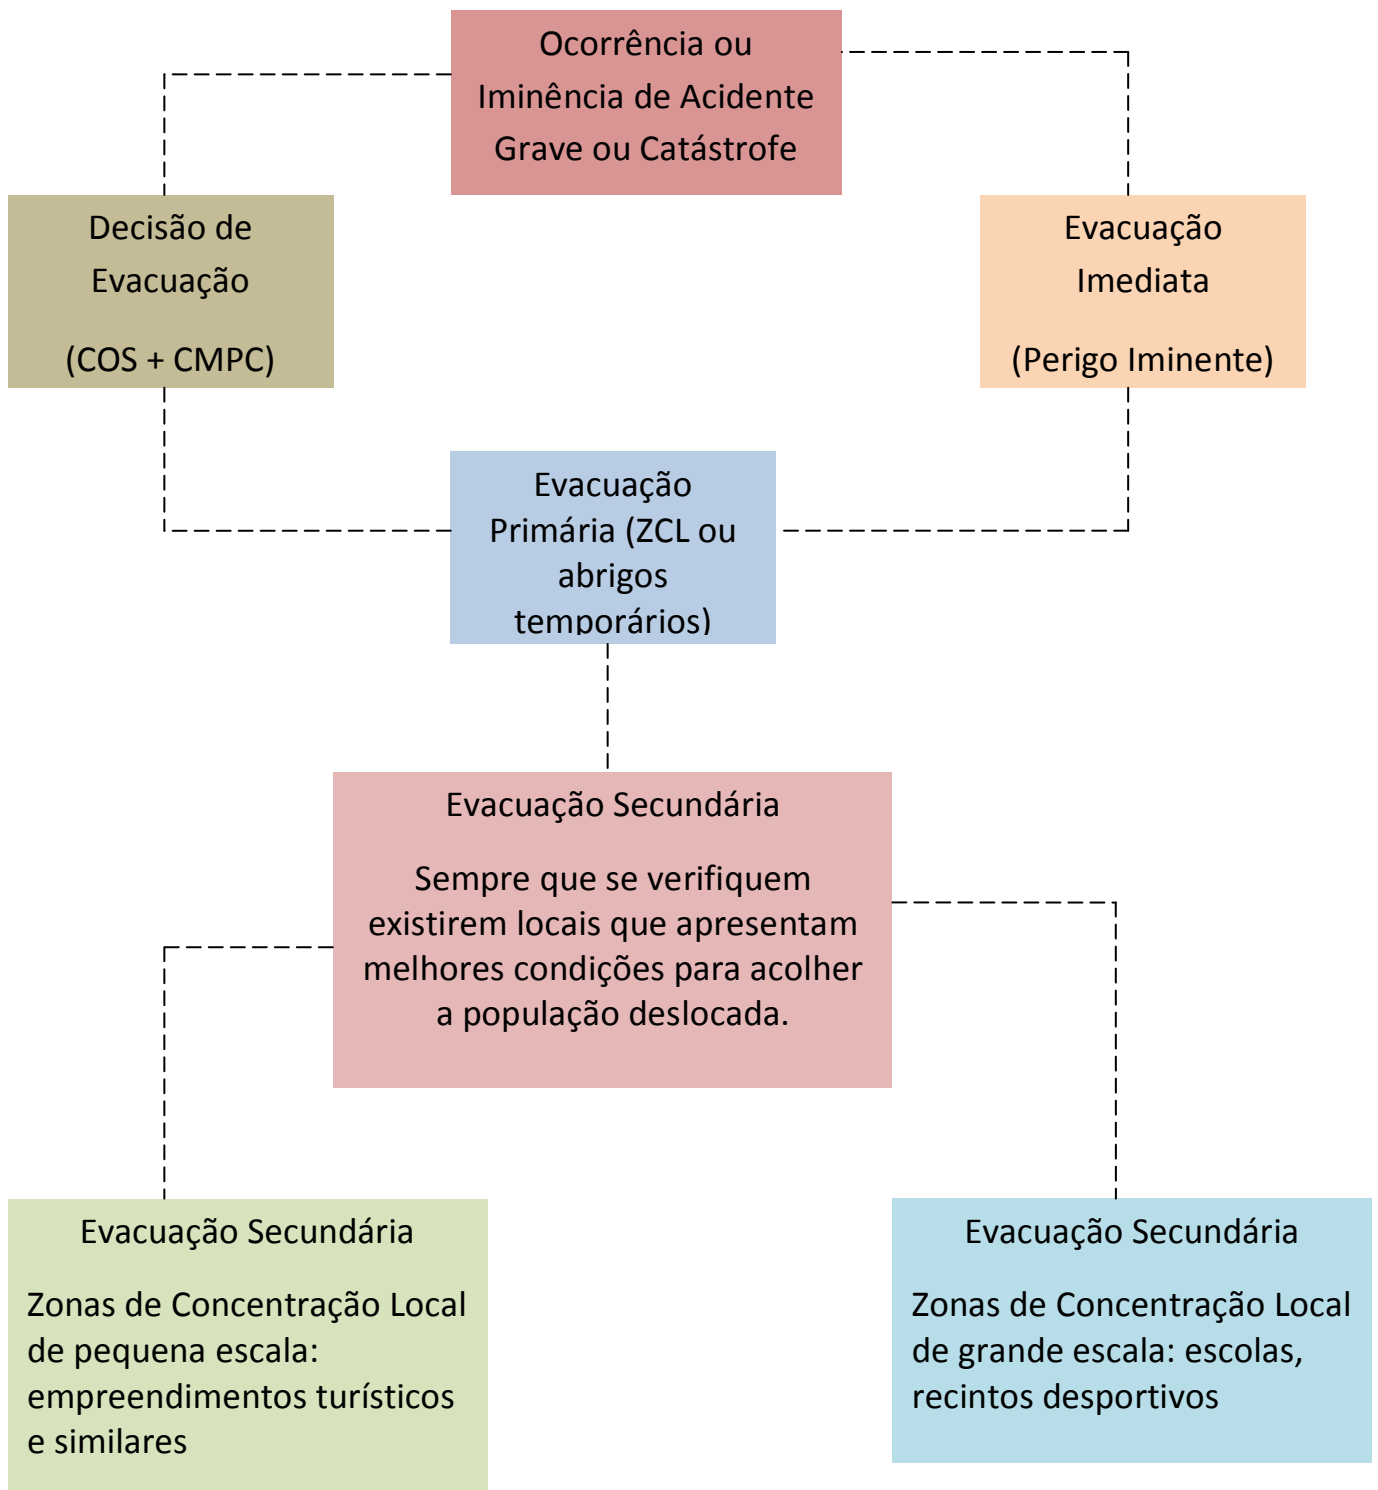 Ocorrência ou
Iminência de Acidente
Grave ou Catástrofe
Decisão de
Evacuação
(COS + CMPC)
Evacuação
Imediata
(Perigo Iminente)
Evacuação
Primária (ZCL ou
abrigos
temporários)
Evacuação Secundária
Sempre que se verifiquem
existirem locais que apresentam
melhores condições para acolher
a população deslocada.
Evacuação Secundária
Zonas de Concentração Local
de pequena escala:
empreendimentos turísticos
e similares
Evacuação Secundária
Zonas de Concentração Local
de grande escala: escolas,
recintos desportivos